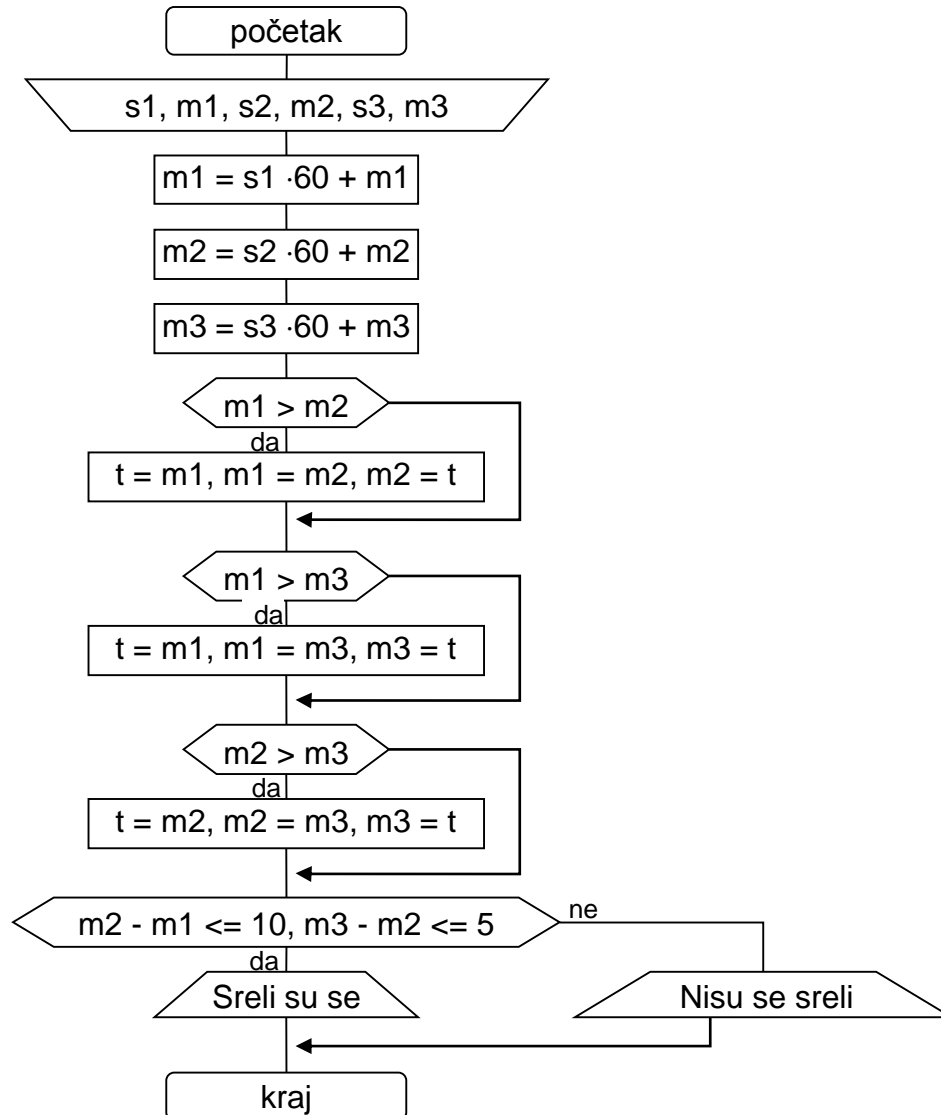 početak
s1, m1, s2, m2, s3, m3
m1 = s1 ·60 + m1
m2 = s2 ·60 + m2
m3 = s3 ·60 + m3
m1 > m2
da
t = m1, m1 = m2, m2 = t
m1 > m3
da
t = m1, m1 = m3, m3 = t
m2 > m3
da
t = m2, m2 = m3, m3 = t
m2 - m1 <= 10, m3 - m2 <= 5
ne
da
Sreli su se
Nisu se sreli
kraj